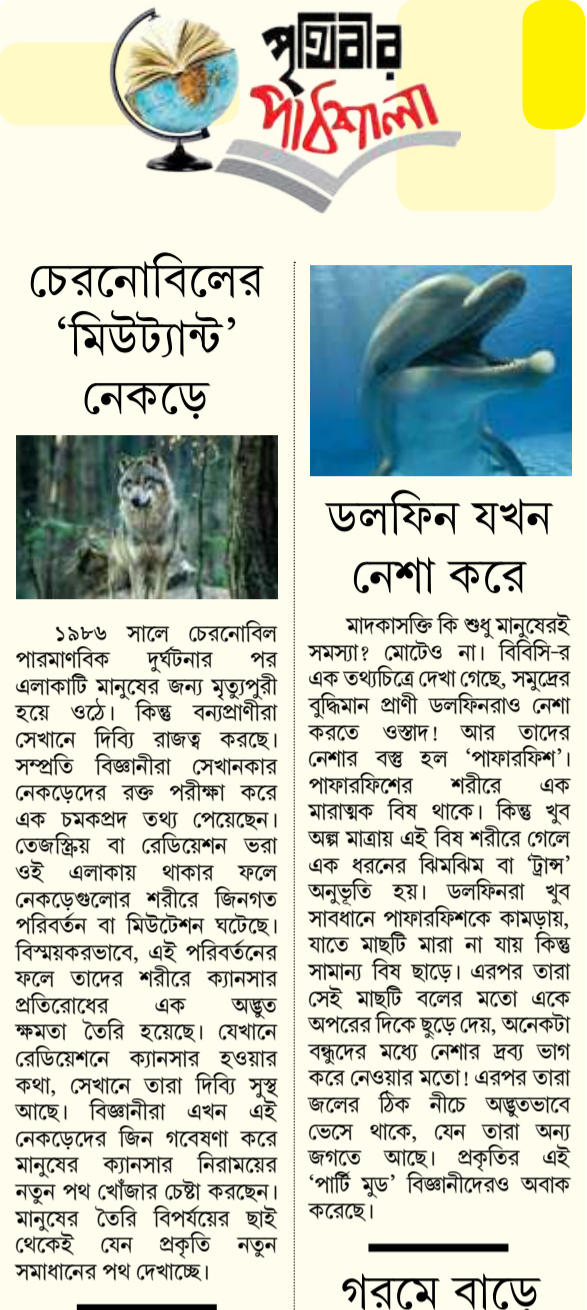 পৃথিবীর
পাঠশালা
চেরনোবিলের
‘মিউট্যান্ট’
নেকড়ে
১৯৮৬ সালে চেরনোবিল
পারমাণবিক দুর্ঘটনার পর
এলাকাটি মানুষের জন্য মৃত্যুপুরী
হয়ে ওঠে। কিন্তু বন্যপ্রাণীরা
সেখানে দিব্যি রাজত্ব করছে।
সম্প্রতি বিজ্ঞানীরা সেখানকার
নেকড়েদের রক্ত পরীক্ষা করে
এক চমকপ্রদ তথ্য পেয়েছেন।
তেজস্ক্রিয় বা রেডিয়েশন ভরা
ওই এলাকায় থাকার ফলে
নেকড়েগুলোর শরীরে জিনগত
পরিবর্তন বা মিউটেশন ঘটেছে।
বিস্ময়করভাবে, এই পরিবর্তনের
ফলে তাদের শরীরে ক্যানসার
প্রতিরোধের এক অদ্ভুত
ক্ষমতা তৈরি হয়েছে। যেখানে
রেডিয়েশনে ক্যানসার হওয়ার
কথা, সেখানে তারা দিব্যি সুস্থ
আছে। বিজ্ঞানীরা এখন এই
নেকড়েদের জিন গবেষণা করে
মানুষের ক্যানসার নিরাময়ের
নতুন পথ খোঁজার চেষ্টা করছেন।
মানুষের তৈরি বিপর্যয়ের ছাই
থেকেই যেন প্রকৃতি নতুন
সমাধানের পথ দেখাচ্ছে।
ডলফিন যখন
নেশা করে
মাদকাসক্তি কি শুধু মানুষেরই
সমস্যা? মোটেও না। বিবিসি-র
এক তথ্যচিত্রে দেখা গেছে, সমুদ্রের
বুদ্ধিমান প্রাণী ডলফিনরাও নেশা
করতে ওস্তাদ! আর তাদের
নেশার বস্তু হল ‘পাফারফিশ’।
পাফারফিশের শরীরে এক
মারাত্মক বিষ থাকে। কিন্তু খুব
অল্প মাত্রায় এই বিষ শরীরে গেলে
এক ধরনের ঝিমঝিম বা ‘ট্রান্স’
অনুভূতি হয়। ডলফিনরা খুব
সাবধানে পাফারফিশকে কামড়ায়,
যাতে মাছটি মারা না যায় কিন্তু
সামান্য বিষ ছাড়ে। এরপর তারা
সেই মাছটি বলের মতো একে
অপরের দিকে ছুড়ে দেয়, অনেকটা
বন্ধুদের মধ্যে নেশার দ্রব্য ভাগ
করে নেওয়ার মতো! এরপর তারা
জলের ঠিক নীচে অদ্ভুতভাবে
ভেসে থাকে, যেন তারা অন্য
জগতে আছে। প্রকৃতির এই
‘পার্টি মুড’ বিজ্ঞানীদেরও অবাক
করেছে।
গরমে বাড়ে